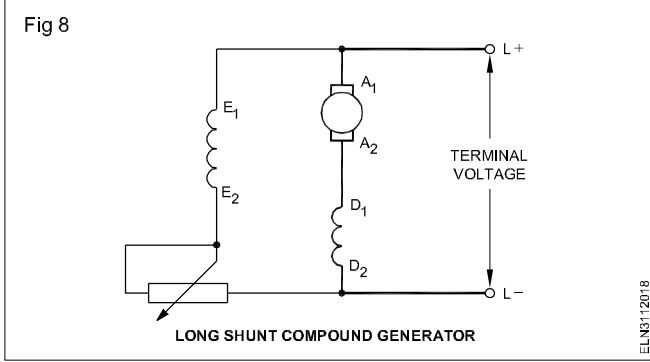 Fig 8
L+
A1
E1
A2
E2
TERMINAL
VOLTAGE
D1
D2
L−
LONG SHUNT COMPOUND GENERATOR
ELN3112018